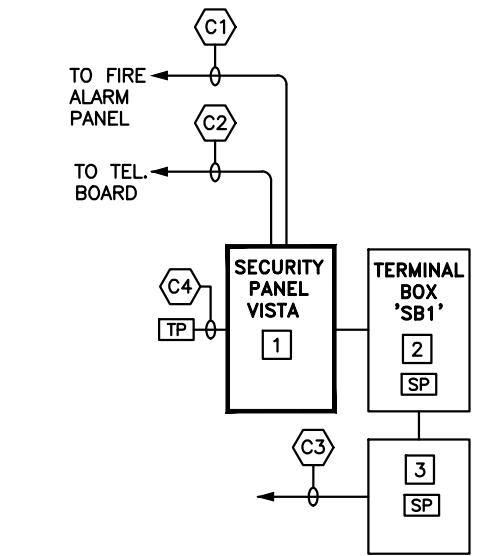 C1
TO FIRE
ALARM
PANEL
C2
TO TEL.
BOARD
SECURITY
PANEL
VISTA
1
C4
TP
TERMINAL
BOX
'SB1'
2
SP
C3
3
SP